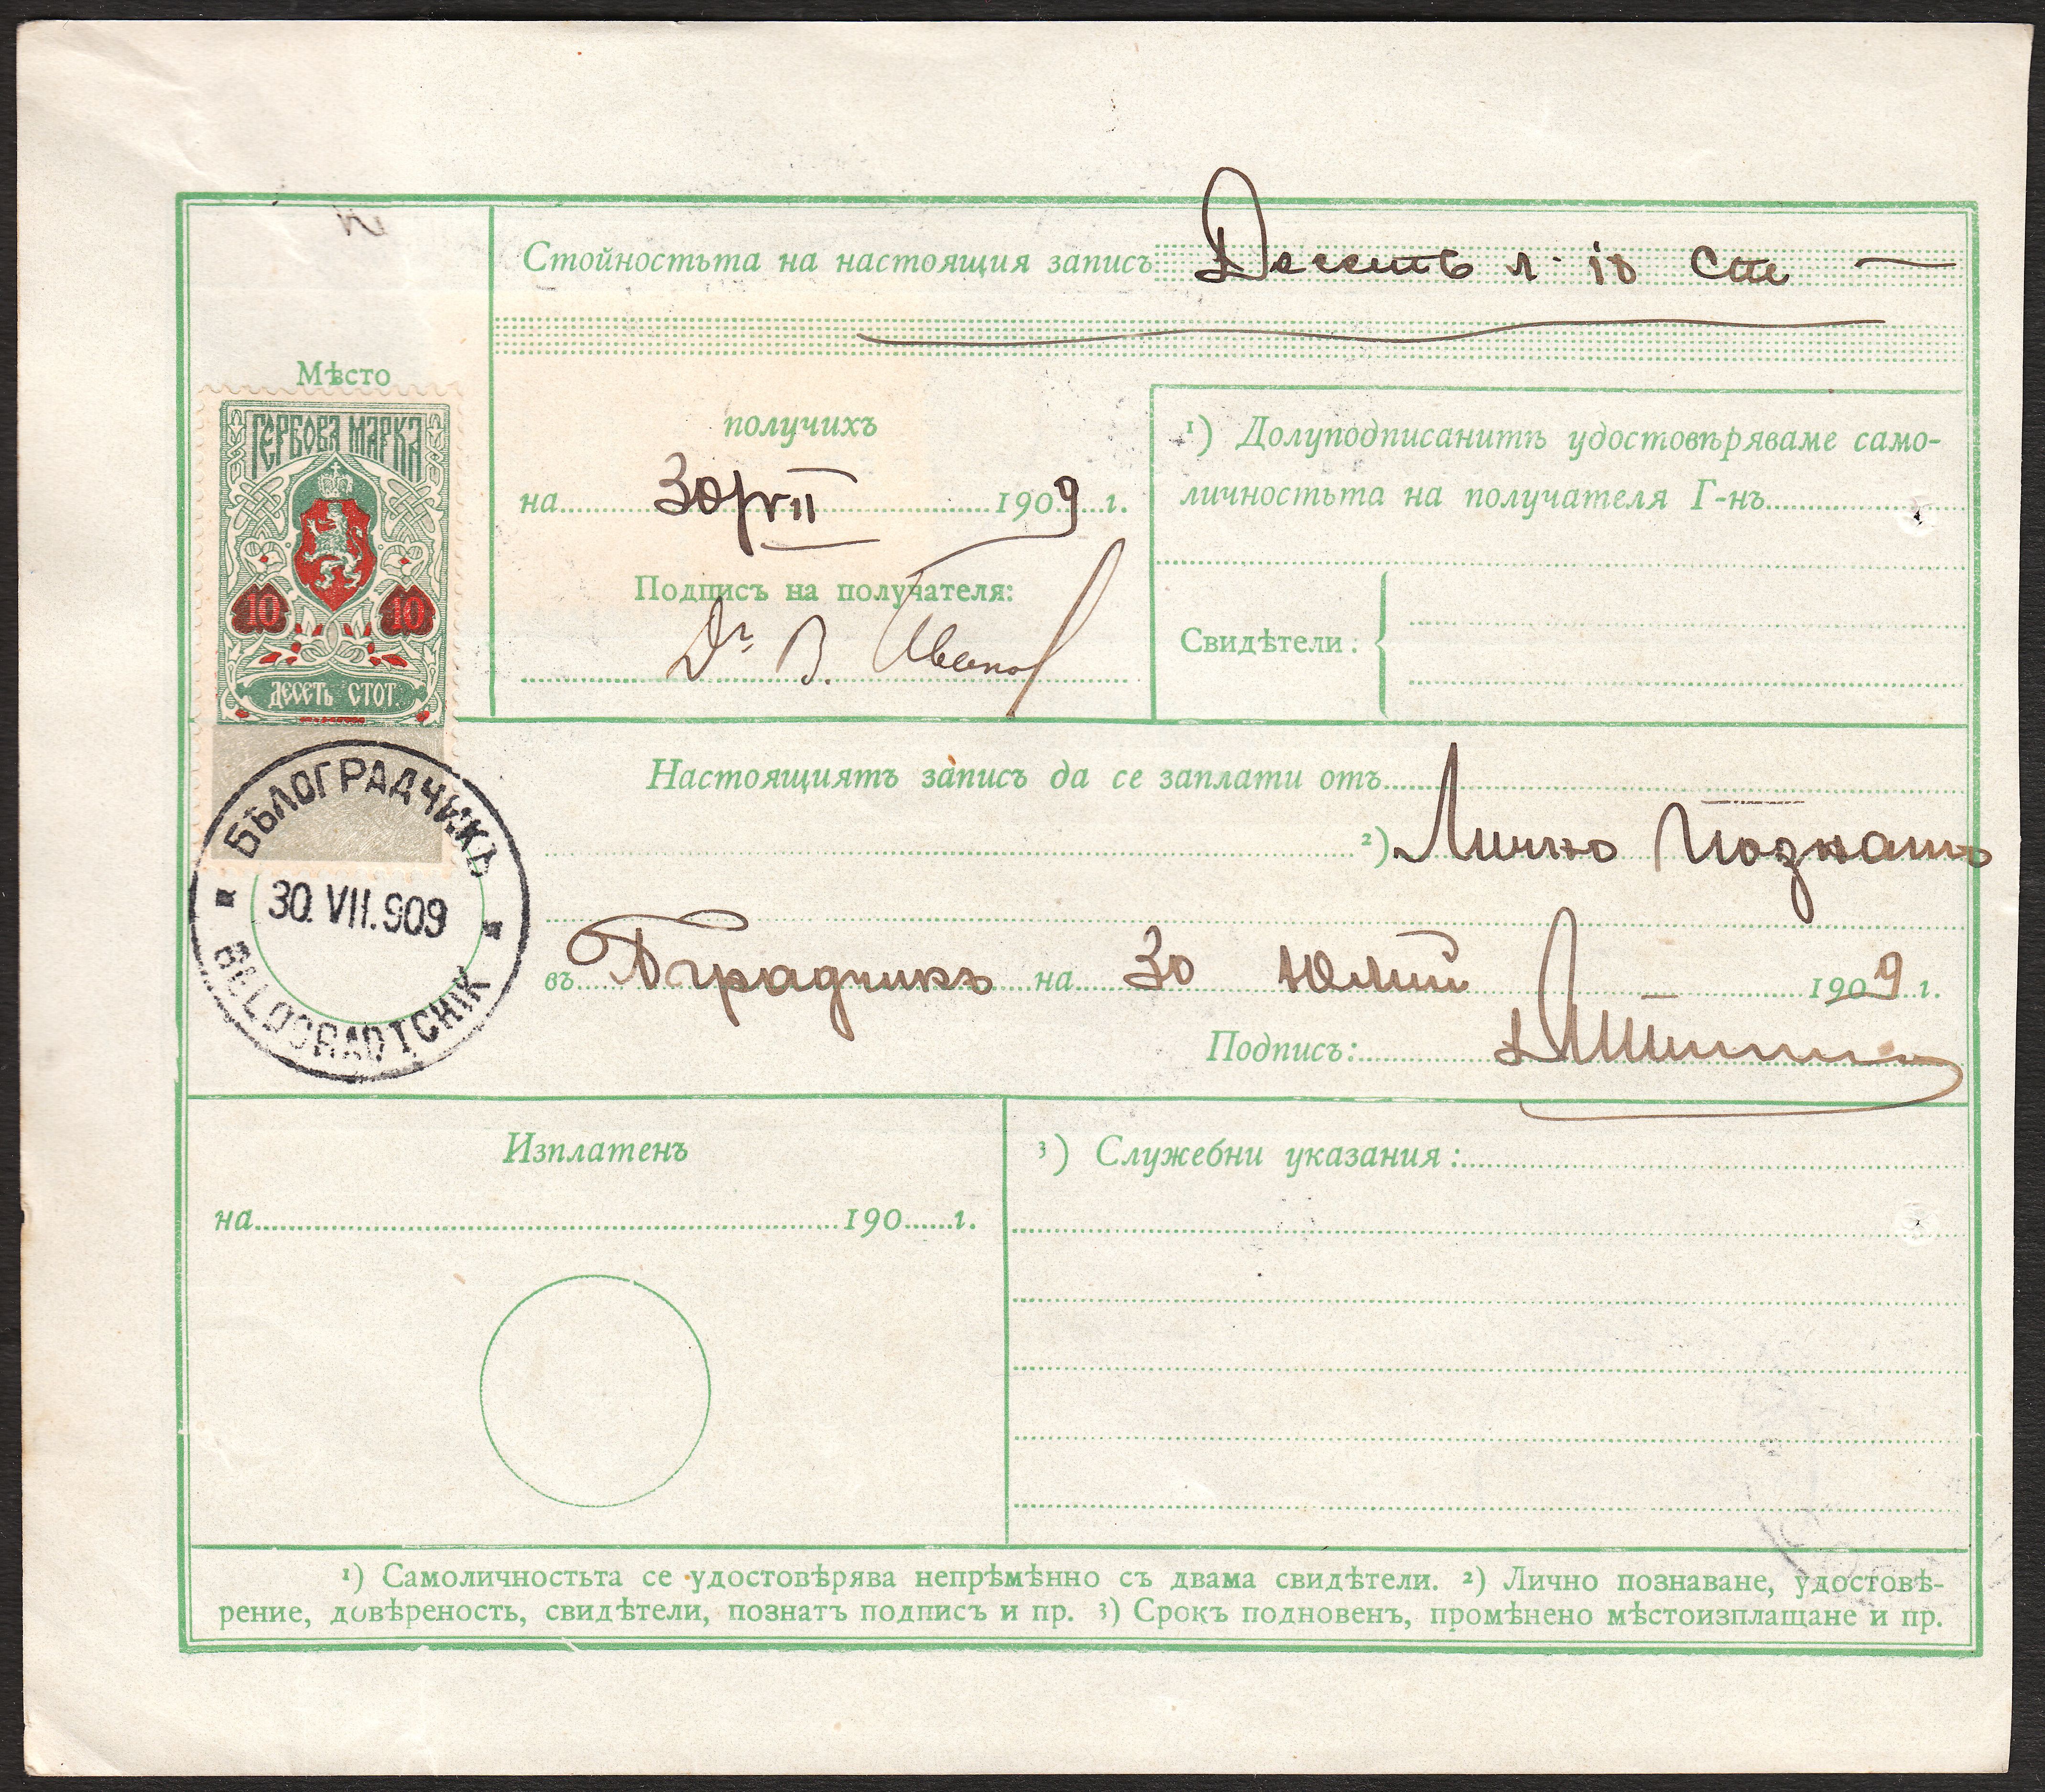 Стойностьта на настоящия записъ Десеть л. 10 ст
Мѣсто
ГЕРБОВА МАРКА
10 10
ДЕСЕТЬ СТОТ.
получихъ
на 30/VII 1909 г.
Подписъ на получателя:
Dr В. Ивано
¹) Долуподписанитѣ удостовѣряваме само-
личностьта на получателя Г-нъ
Свидѣтели:
Настоящиятъ записъ да се заплати отъ
²) Лично познатъ
БѢЛОГРАДЧИКЪ
30. VII. 909
BELOGRADTCHIK
въ Бградчикъ на 30 Юлий 1909 г.
Подписъ:
Изплатенъ
на 190 г.
³) Служебни указания:
¹) Самоличностьта се удостовѣрява непрѣмѣнно съ двама свидѣтели. ²) Лично познаване, удостовѣ-
рение, довѣреность, свидѣтели, познатъ подписъ и пр. ³) Срокъ подновенъ, промѣнено мѣстоизплащане и пр.